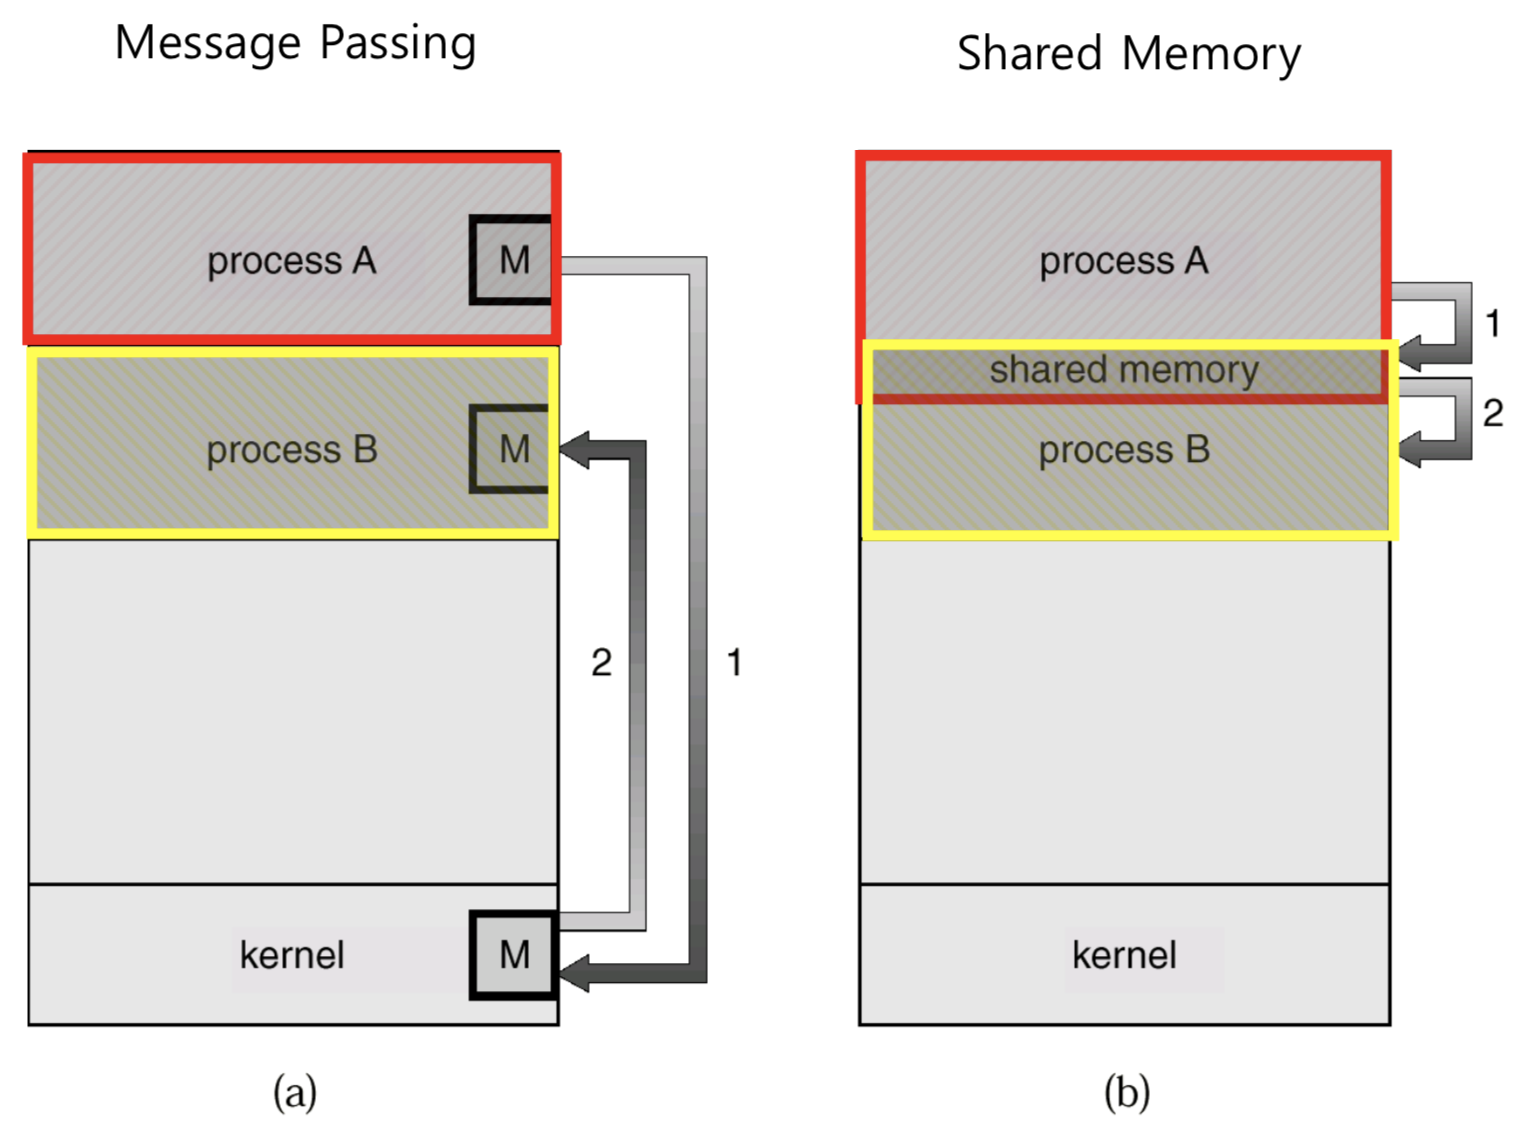 Message Passing
process A
M
process B
M
2
1
kernel
M
(a)
Shared Memory
process A
1
shared memory
2
process B
kernel
(b)